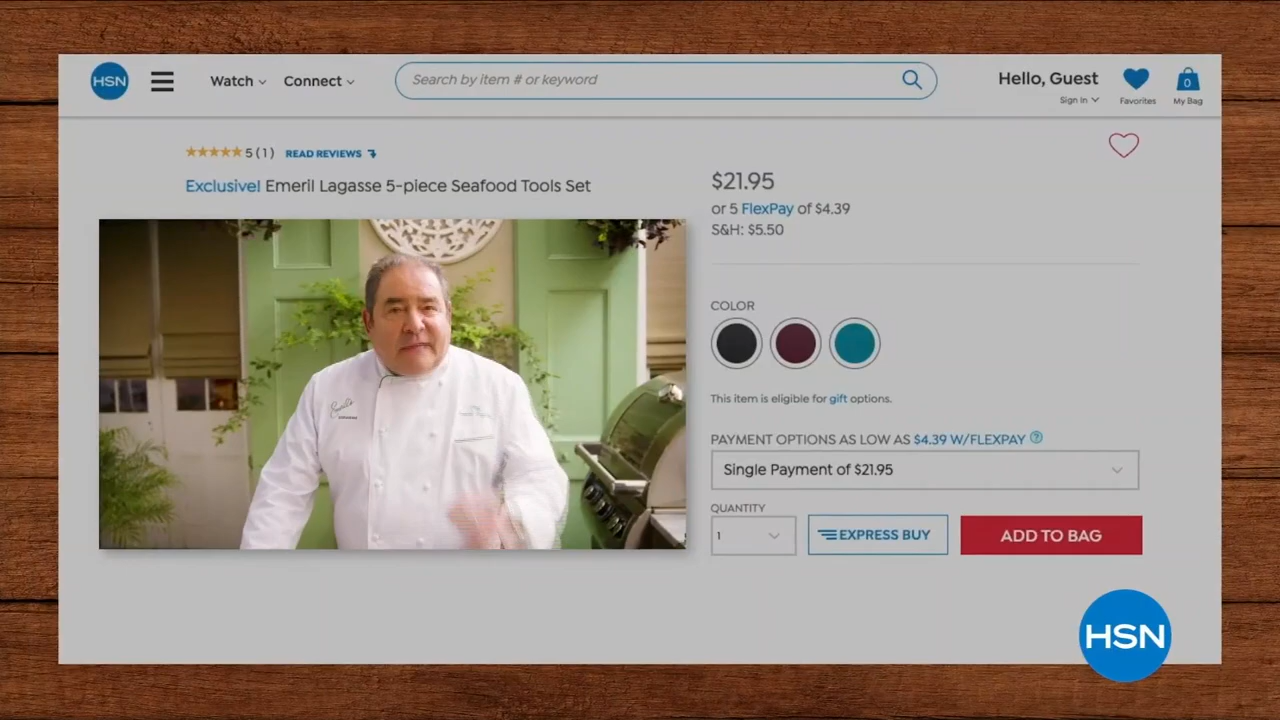 HSN
Watch
Connect
Search by item # or keyword
Hello, Guest
Sign in
Favorites
0
My Bag
5 (1) READ REVIEWS
Exclusive! Emeril Lagasse 5-piece Seafood Tools Set
$21.95
or 5 FlexPay of $4.39
S&H: $5.50
COLOR
This item is eligible for gift options.
PAYMENT OPTIONS AS LOW AS $4.39 W/FLEXPAY ?
Single Payment of $21.95
QUANTITY
1
EXPRESS BUY
ADD TO BAG
Emeril's
HSN